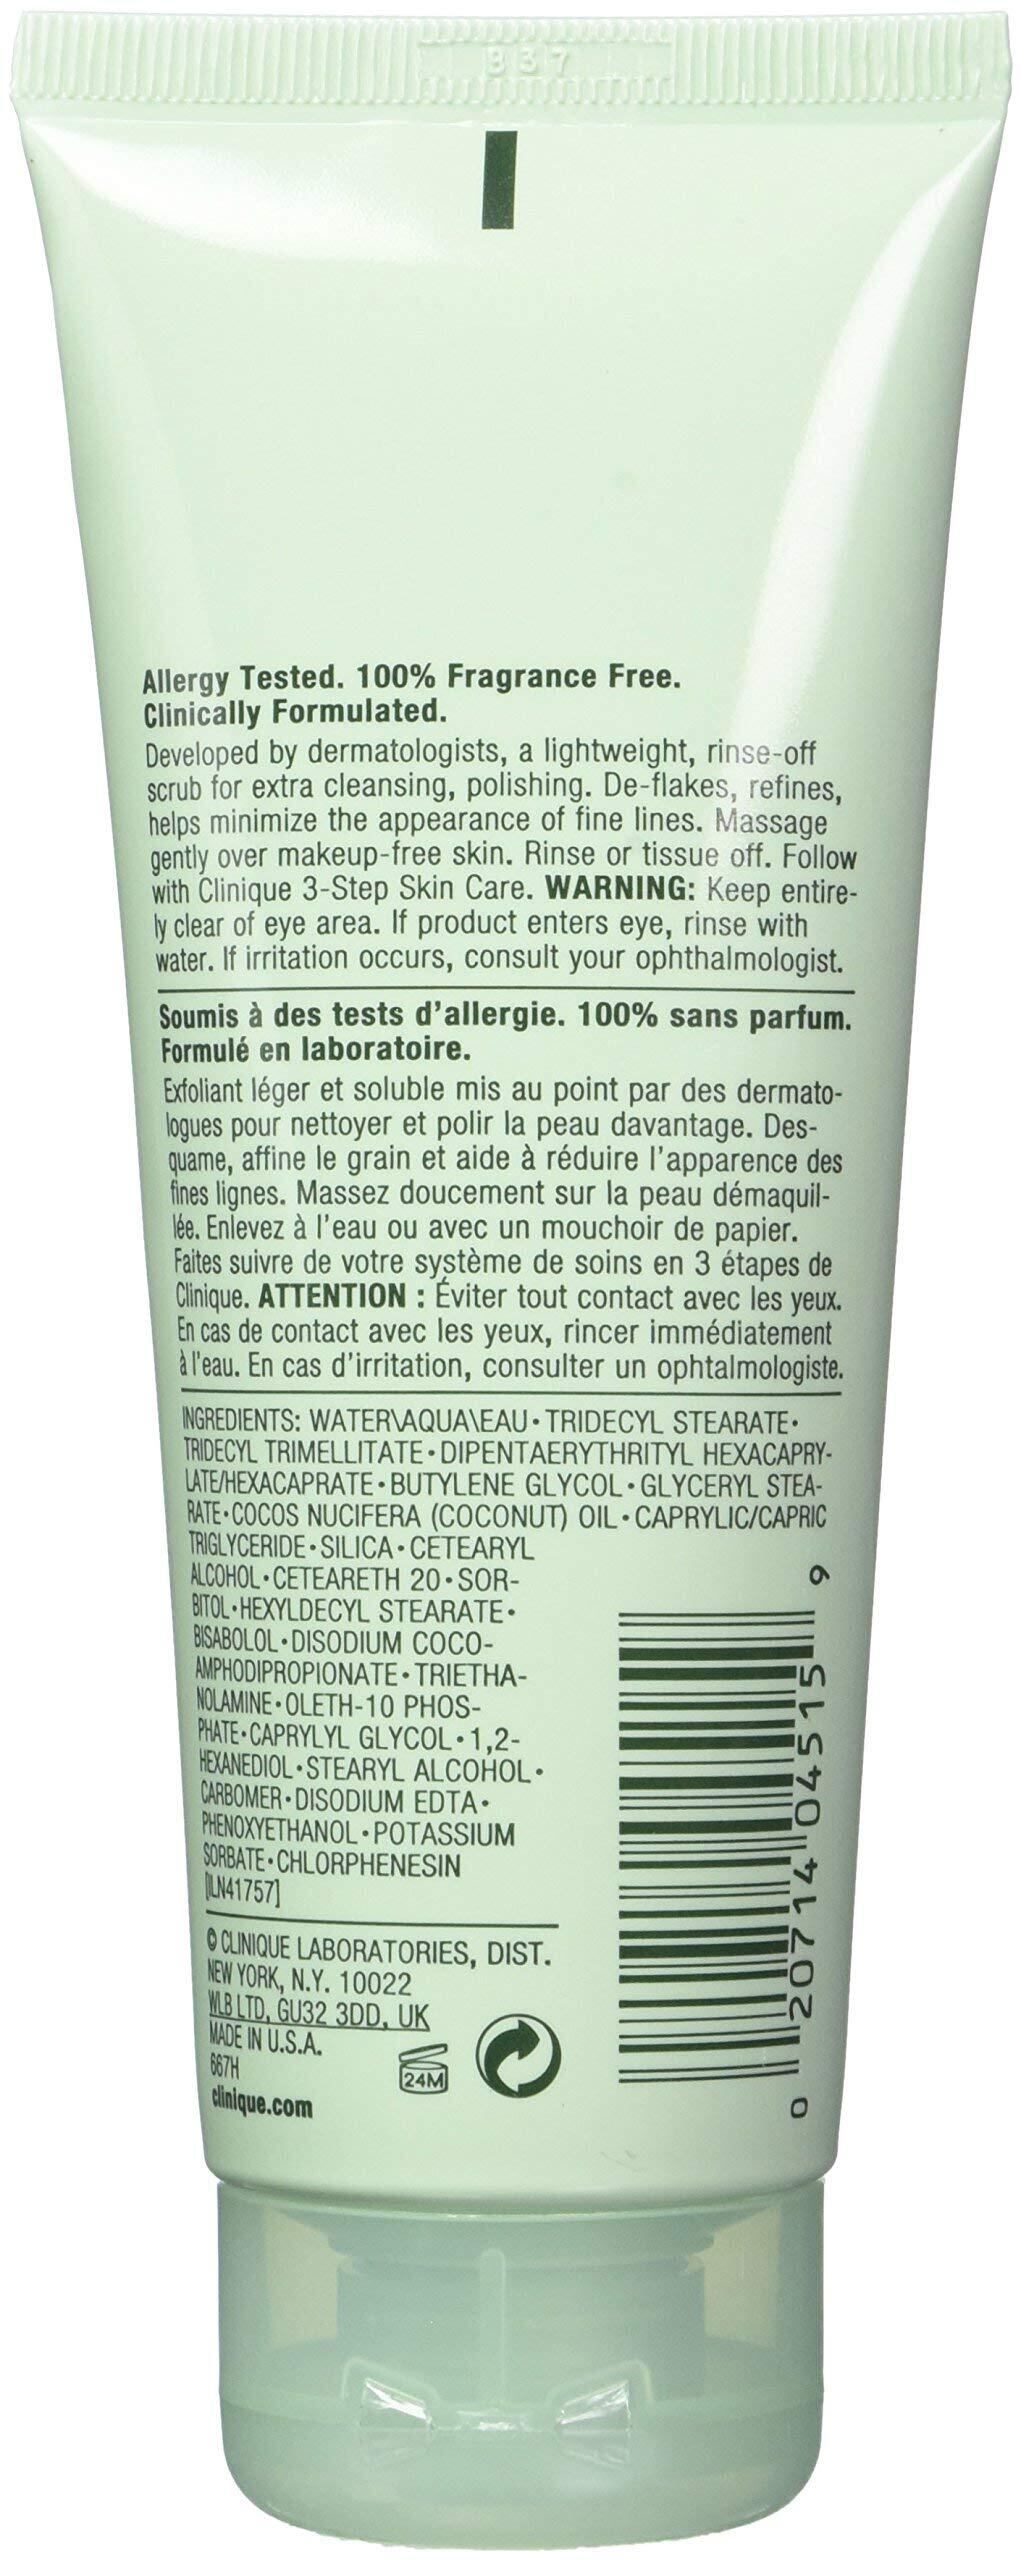 937
Allergy Tested. 100% Fragrance Free.
Clinically Formulated.
Developed by dermatologists, a lightweight, rinse-off
scrub for extra cleansing, polishing. De-flakes, refines,
helps minimize the appearance of fine lines. Massage
gently over makeup-free skin. Rinse or tissue off. Follow
with Clinique 3-Step Skin Care. WARNING: Keep entire-
ly clear of eye area. If product enters eye, rinse with
water. If irritation occurs, consult your ophthalmologist.
Soumis à des tests d'allergie. 100% sans parfum.
Formulé en laboratoire.
Exfoliant léger et soluble mis au point par des dermato-
logues pour nettoyer et polir la peau davantage. Des-
quame, affine le grain et aide à réduire l'apparence des
fines lignes. Massez doucement sur la peau démaquil-
lée. Enlevez à l'eau ou avec un mouchoir de papier.
Faites suivre de votre système de soins en 3 étapes de
Clinique. ATTENTION : Éviter tout contact avec les yeux.
En cas de contact avec les yeux, rincer immédiatement
à l'eau. En cas d'irritation, consulter un ophtalmologiste.
INGREDIENTS: WATER\AQUA\EAU • TRIDECYL STEARATE •
TRIDECYL TRIMELLITATE • DIPENTAERYTHRITYL HEXACAPRY-
LATE/HEXACAPRATE • BUTYLENE GLYCOL • GLYCERYL STEA-
RATE • COCOS NUCIFERA (COCONUT) OIL • CAPRYLIC/CAPRIC
TRIGLYCERIDE • SILICA • CETEARYL
ALCOHOL • CETEARETH 20 • SOR-
BITOL • HEXYLDECYL STEARATE •
BISABOLOL • DISODIUM COCO-
AMPHODIPROPIONATE • TRIETHA-
NOLAMINE • OLETH-10 PHOS-
PHATE • CAPRYLYL GLYCOL • 1,2-
HEXANEDIOL • STEARYL ALCOHOL •
CARBOMER • DISODIUM EDTA •
PHENOXYETHANOL • POTASSIUM
SORBATE • CHLORPHENESIN
[ILN41757]
© CLINIQUE LABORATORIES, DIST.
NEW YORK, N.Y. 10022
WLB LTD, GU32 3DD, UK
MADE IN U.S.A.
667H
clinique.com
24M
0 20714 04515 9